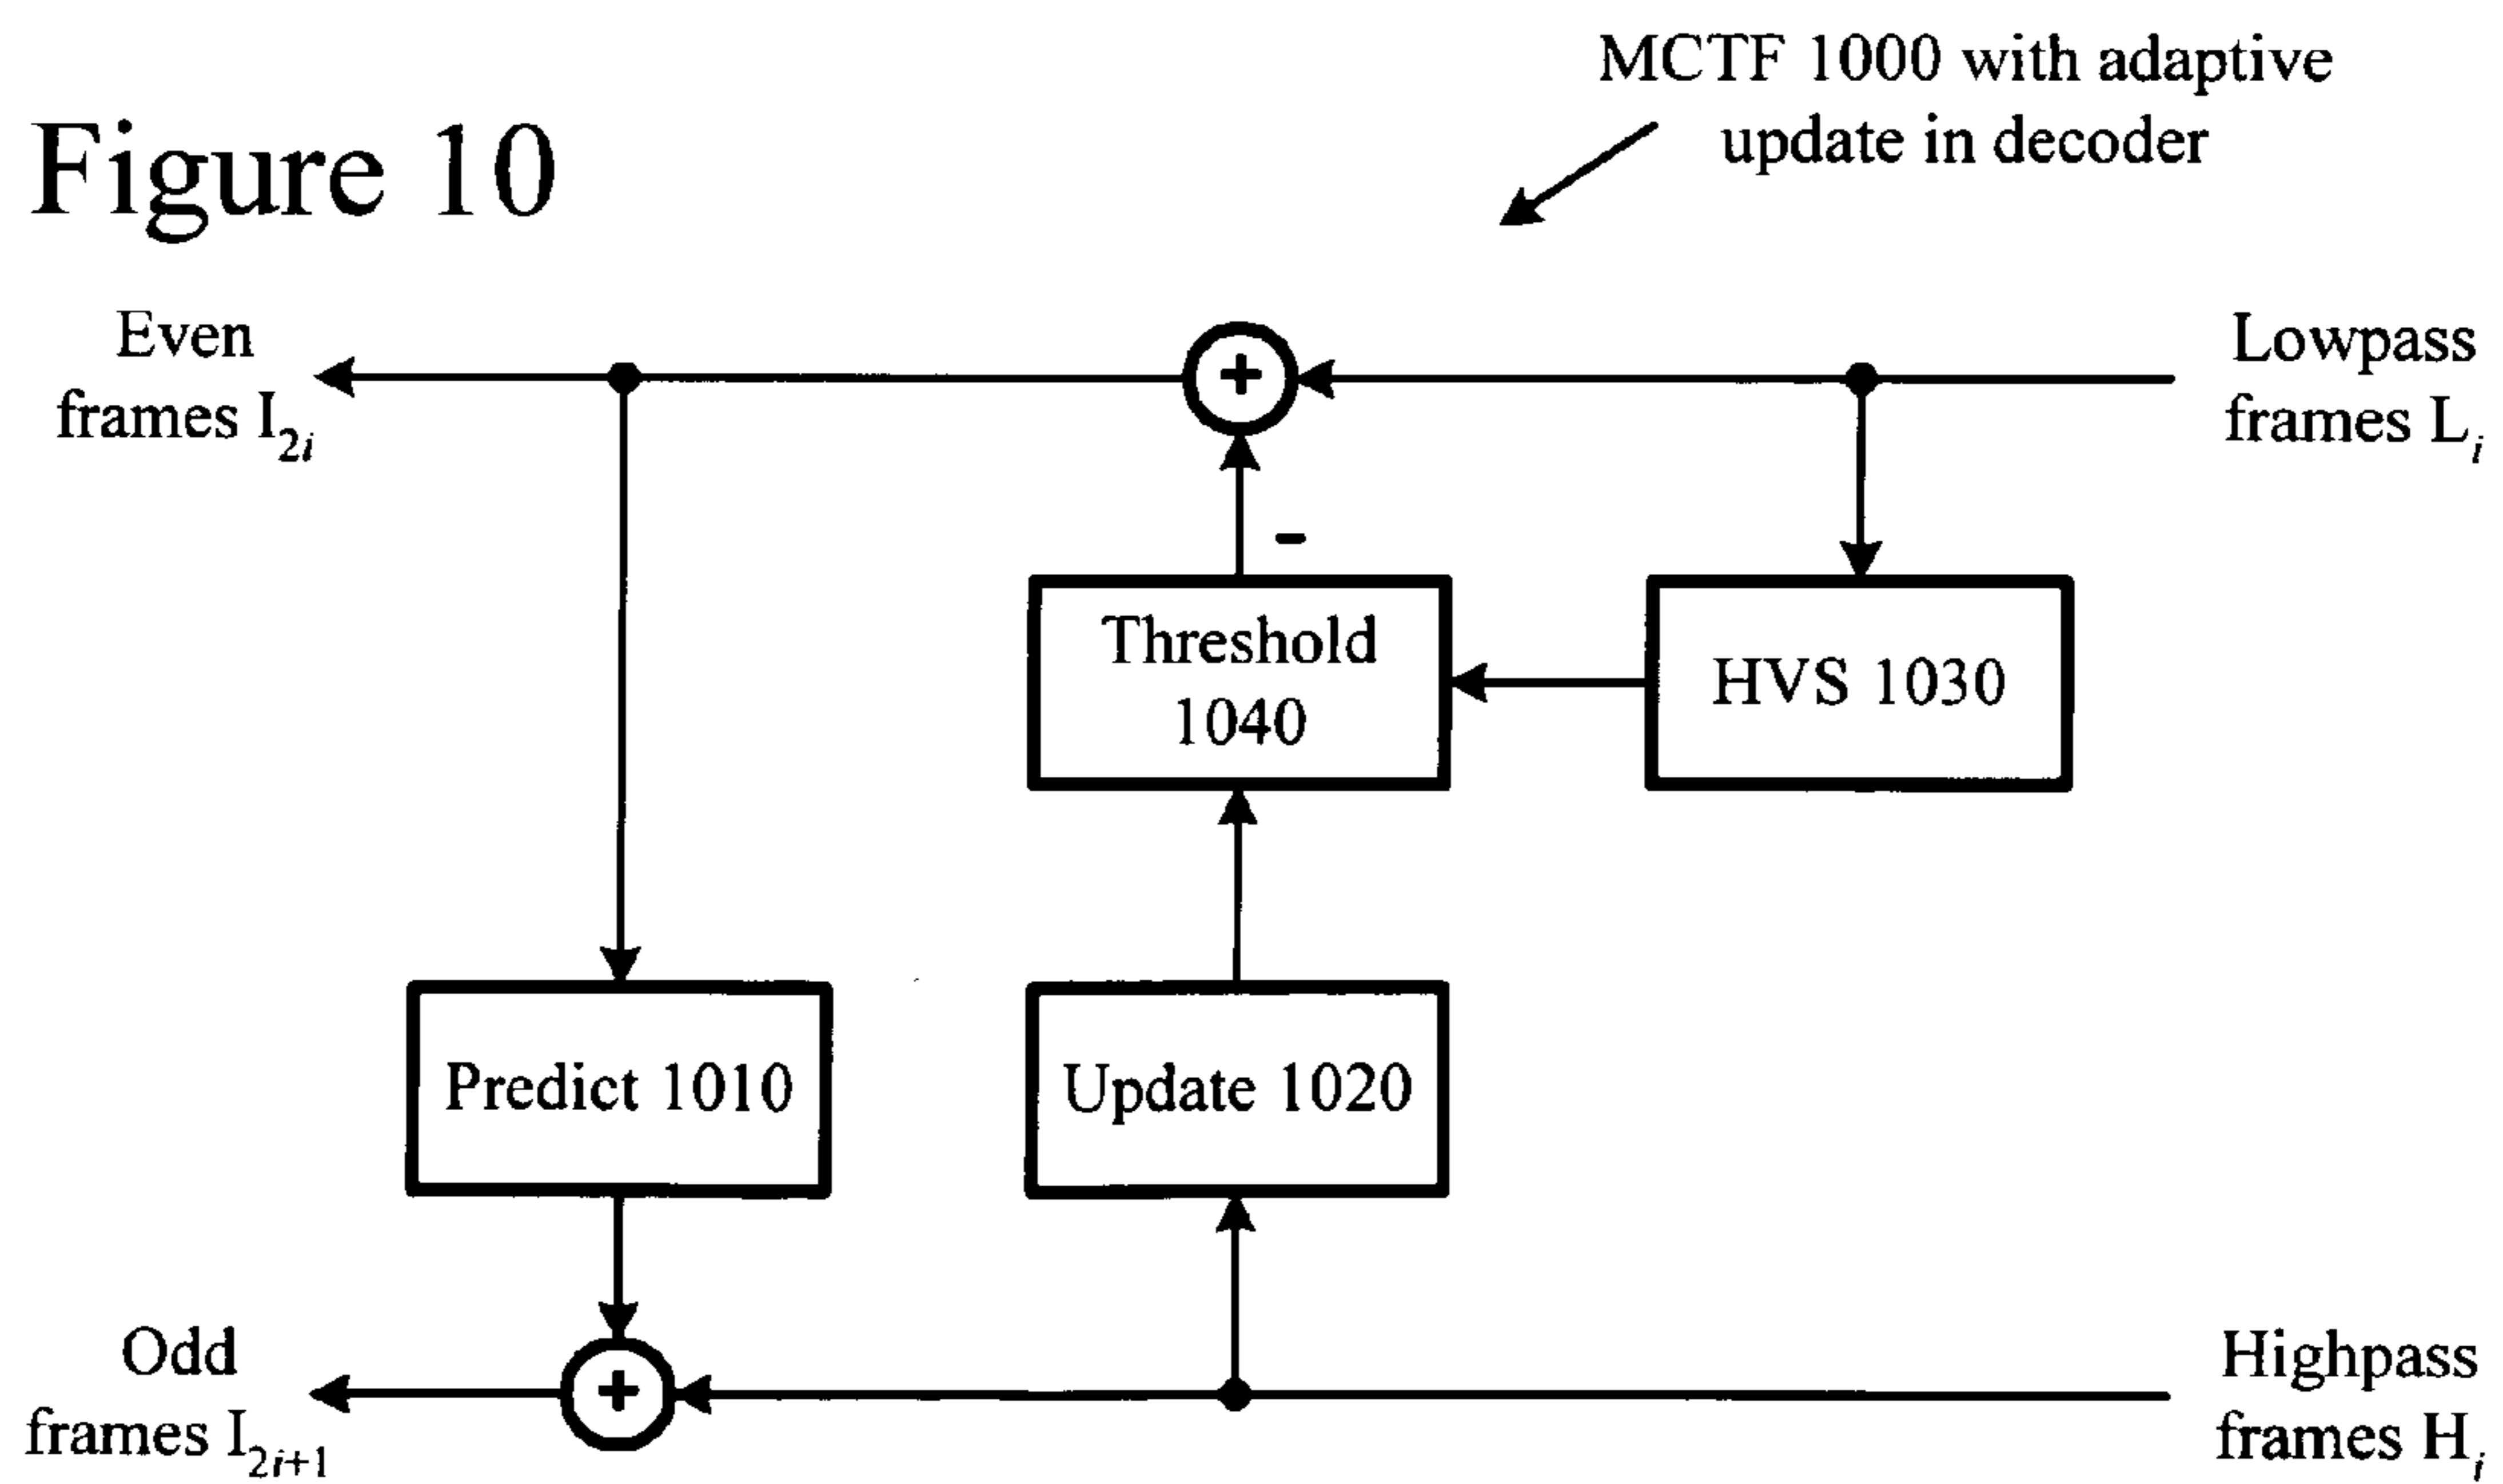 MCTF 1000 with adaptive
update in decoder
Figure 10
Even
frames I2i
+
Lowpass
frames Li
-
Threshold
1040
HVS 1030
Predict 1010
Update 1020
Odd
frames I2i+1
+
Highpass
frames Hi